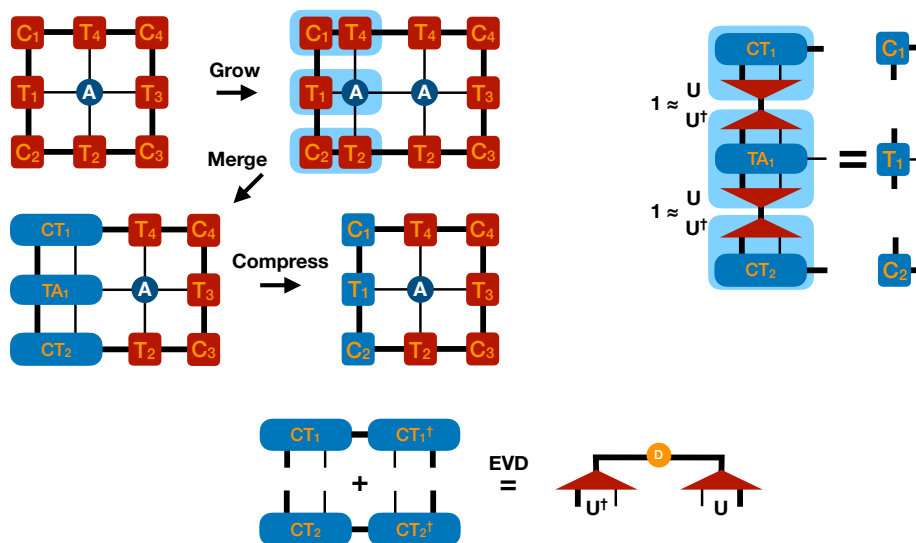 C₁ T₄ C₄
T₁ A T₃
C₂ T₂ C₃
Grow
C₁ T₄ T₄ C₄
T₁ A A T₃
C₂ T₂ T₂ C₃
Merge
CT₁ T₄ C₄
TA₁ A T₃
CT₂ T₂ C₃
Compress
C₁ T₄ C₄
T₁ A T₃
C₂ T₂ C₃
CT₁ C₁
U
1 ≈
U†
TA₁ = T₁
U
1 ≈
U†
CT₂ C₂
CT₁ CT₁†
+
CT₂ CT₂†
EVD
=
D
U† U